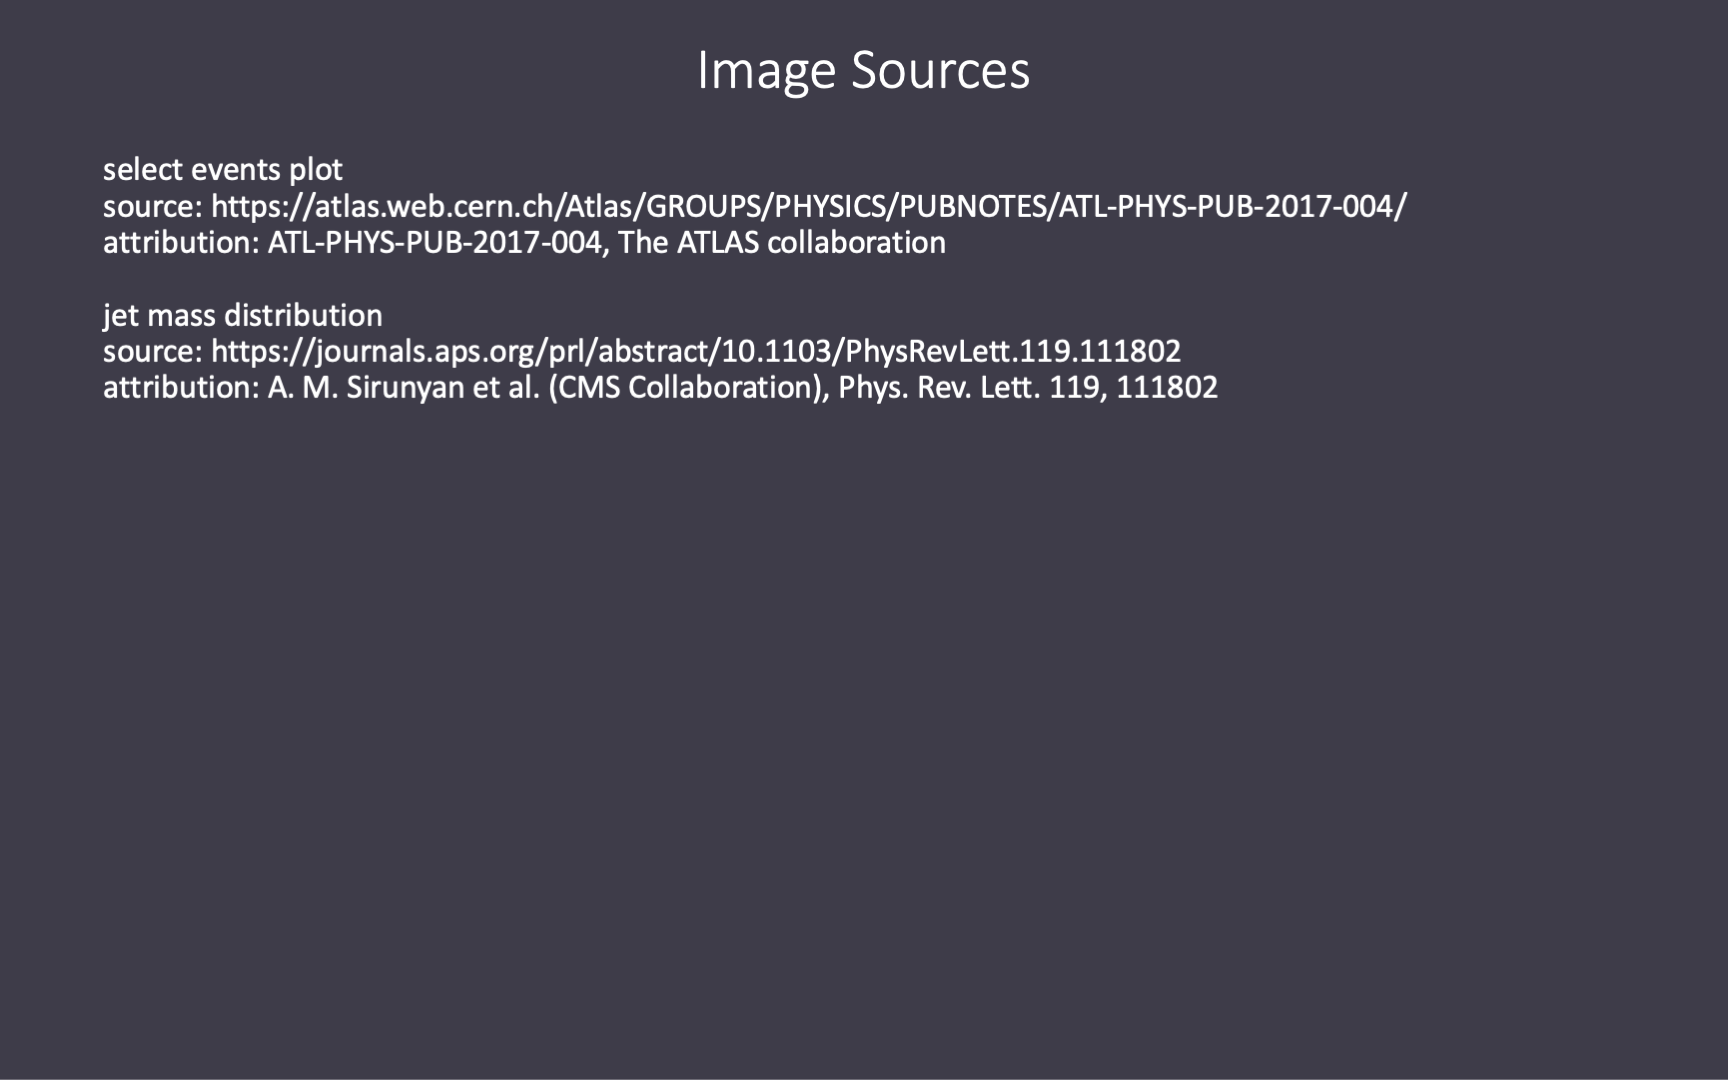 Image Sources
select events plot
source: https://atlas.web.cern.ch/Atlas/GROUPS/PHYSICS/PUBNOTES/ATL-PHYS-PUB-2017-004/
attribution: ATL-PHYS-PUB-2017-004, The ATLAS collaboration
jet mass distribution
source: https://journals.aps.org/prl/abstract/10.1103/PhysRevLett.119.111802
attribution: A. M. Sirunyan et al. (CMS Collaboration), Phys. Rev. Lett. 119, 111802